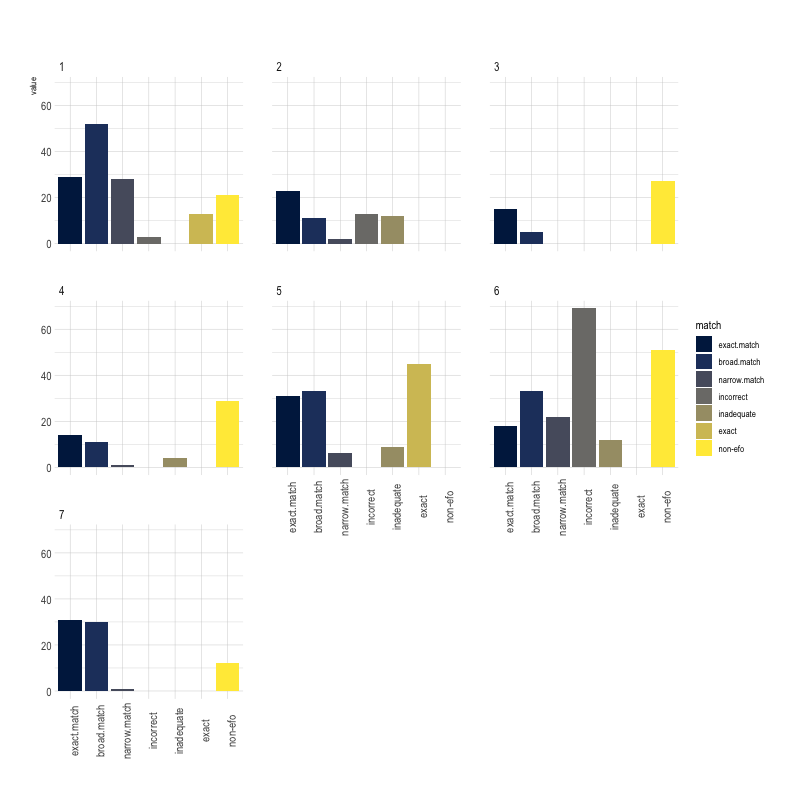 1
2
3
value
60
40
20
0
4
5
6
60
40
20
0
match
exact.match
broad.match
narrow.match
incorrect
inadequate
exact
non-efo
exact.match
broad.match
narrow.match
incorrect
inadequate
exact
non-efo
exact.match
broad.match
narrow.match
incorrect
inadequate
exact
non-efo
7
60
40
20
0
exact.match
broad.match
narrow.match
incorrect
inadequate
exact
non-efo